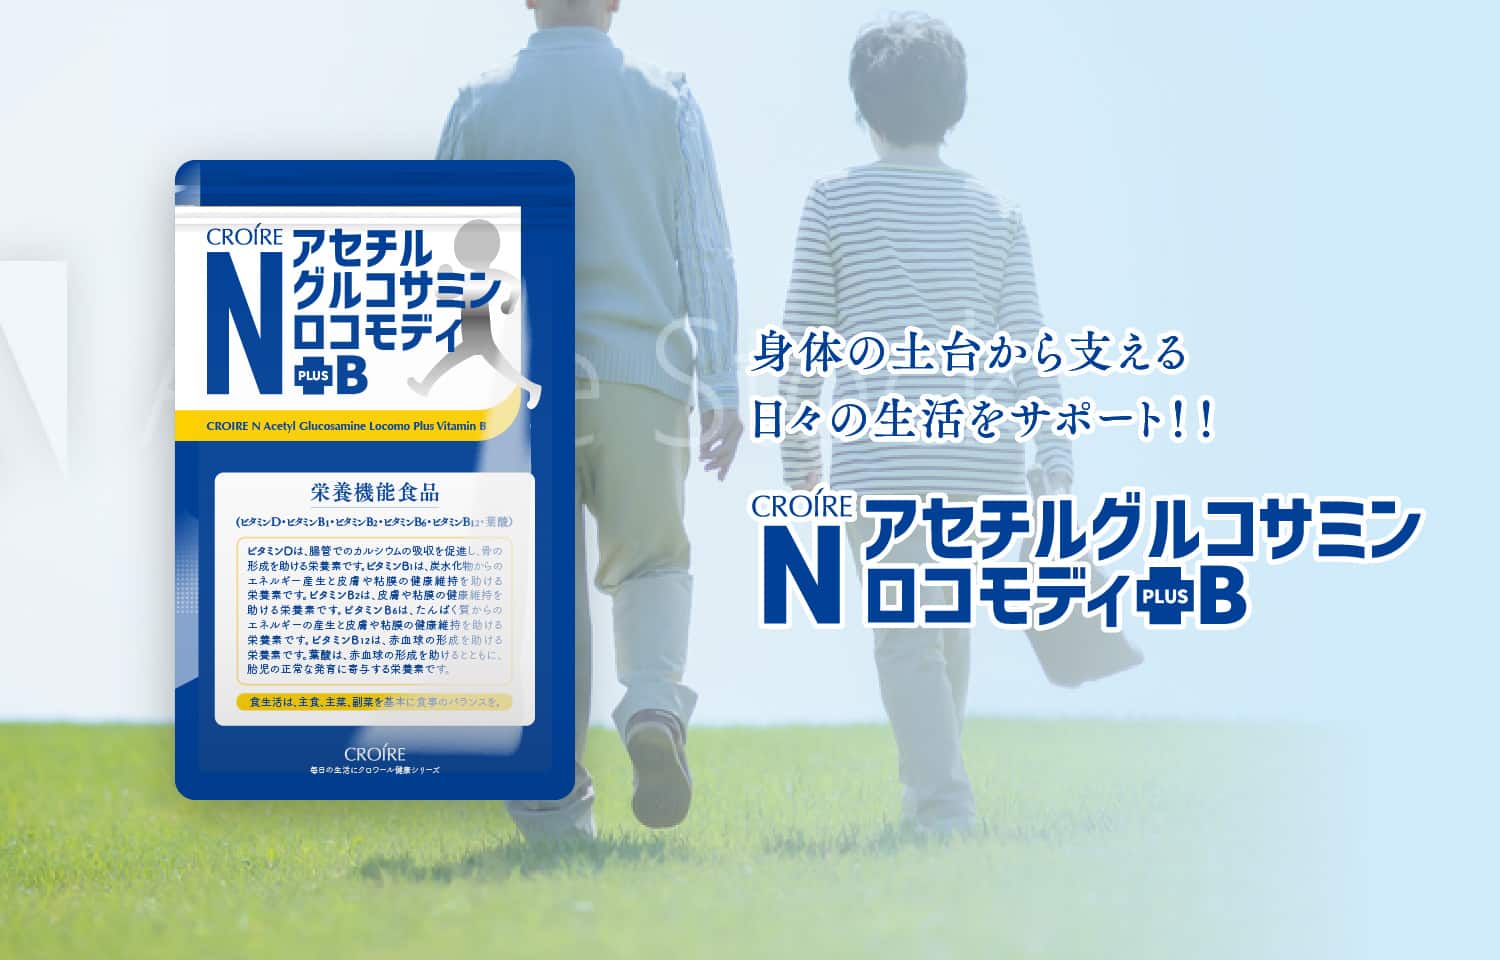 CROIRE
N
アセチル
グルコサミン
ロコモディ
PLUS B
CROIRE N Acetyl Glucosamine Locomo Plus Vitamin B
栄養機能食品
(ビタミンD・ビタミンB1・ビタミンB2・ビタミンB6・ビタミンB12・葉酸)
ビタミンDは、腸管でのカルシウムの吸収を促進し、骨の
形成を助ける栄養素です。ビタミンB1は、炭水化物からの
エネルギー産生と皮膚や粘膜の健康維持を助ける
栄養素です。ビタミンB2は、皮膚や粘膜の健康維持を
助ける栄養素です。ビタミンB6は、たんぱく質からの
エネルギーの産生と皮膚や粘膜の健康維持を助ける
栄養素です。ビタミンB12は、赤血球の形成を助ける
栄養素です。葉酸は、赤血球の形成を助けるとともに、
胎児の正常な発育に寄与する栄養素です。
食生活は、主食、主菜、副菜を基本に食事のバランスを。
CROÍRE
毎日の生活にクロワール健康シリーズ
身体の土台から支える
日々の生活をサポート!!
CROÍRE
N
アセチルグルコサミン
ロコモディ PLUS B